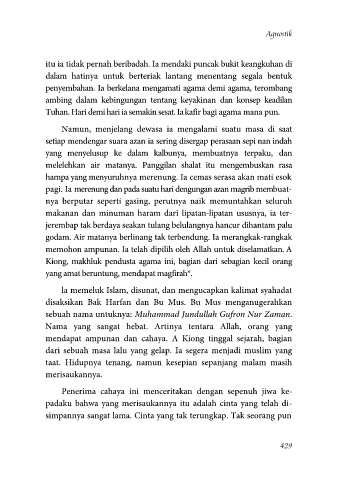 Agnostik
itu ia tidak pernah beribadah. Ia mendaki puncak bukit keangkuhan di
dalam hatinya untuk berteriak lantang menentang segala bentuk
penyembahan. Ia berkelana mengamati agama demi agama, terombang
ambing dalam kebingungan tentang keyakinan dan konsep keadilan
Tuhan. Hari demi hari ia semakin sesat. Ia kafir bagi agama mana pun.
Namun, menjelang dewasa ia mengalami suatu masa di saat
setiap mendengar suara azan ia sering disergap perasaan sepi nan indah
yang menyelusup ke dalam kalbunya, membuatnya terpaku, dan
melelehkan air matanya. Panggilan shalat itu mengembuskan rasa
hampa yang menyuruhnya merenung. Ia cemas serasa akan mati esok
pagi. Ia merenung dan pada suatu hari dengungan azan magrib membuat-
nya berputar seperti gasing, perutnya naik memuntahkan seluruh
makanan dan minuman haram dari lipatan-lipatan ususnya, ia ter-
jerembap tak berdaya seakan tulang belulangnya hancur dihantam palu
godam. Air matanya berlinang tak terbendung. Ia merangkak-rangkak
memohon ampunan. Ia telah dipilih oleh Allah untuk diselamatkan. A
Kiong, makhluk pendusta agama ini, bagian dari sebagian kecil orang
yang amat beruntung, mendapat magfirah*.
Ia memeluk Islam, disunat, dan mengucapkan kalimat syahadat
disaksikan Bak Harfan dan Bu Mus. Bu Mus menganugerahkan
sebuah nama untuknya: Muhammad Jundullah Gufron Nur Zaman.
Nama yang sangat hebat. Artinya tentara Allah, orang yang
mendapat ampunan dan cahaya. A Kiong tinggal sejarah, bagian
dari sebuah masa lalu yang gelap. Ia segera menjadi muslim yang
taat. Hidupnya tenang, namun kesepian sepanjang malam masih
merisaukannya.
Penerima cahaya ini menceritakan dengan sepenuh jiwa ke-
padaku bahwa yang merisaukannya itu adalah cinta yang telah di-
simpannya sangat lama. Cinta yang tak terungkap. Tak seorang pun
429